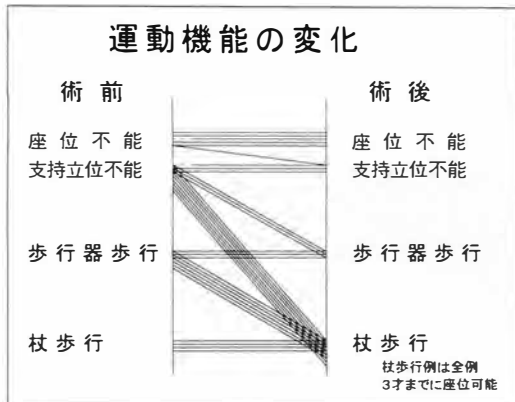 運動機能の変化
術前 術後
座位不能 座位不能
支持立位不能 支持立位不能
歩行器歩行 歩行器歩行
杖歩行 杖歩行
杖歩行例は全例
3才までに座位可能